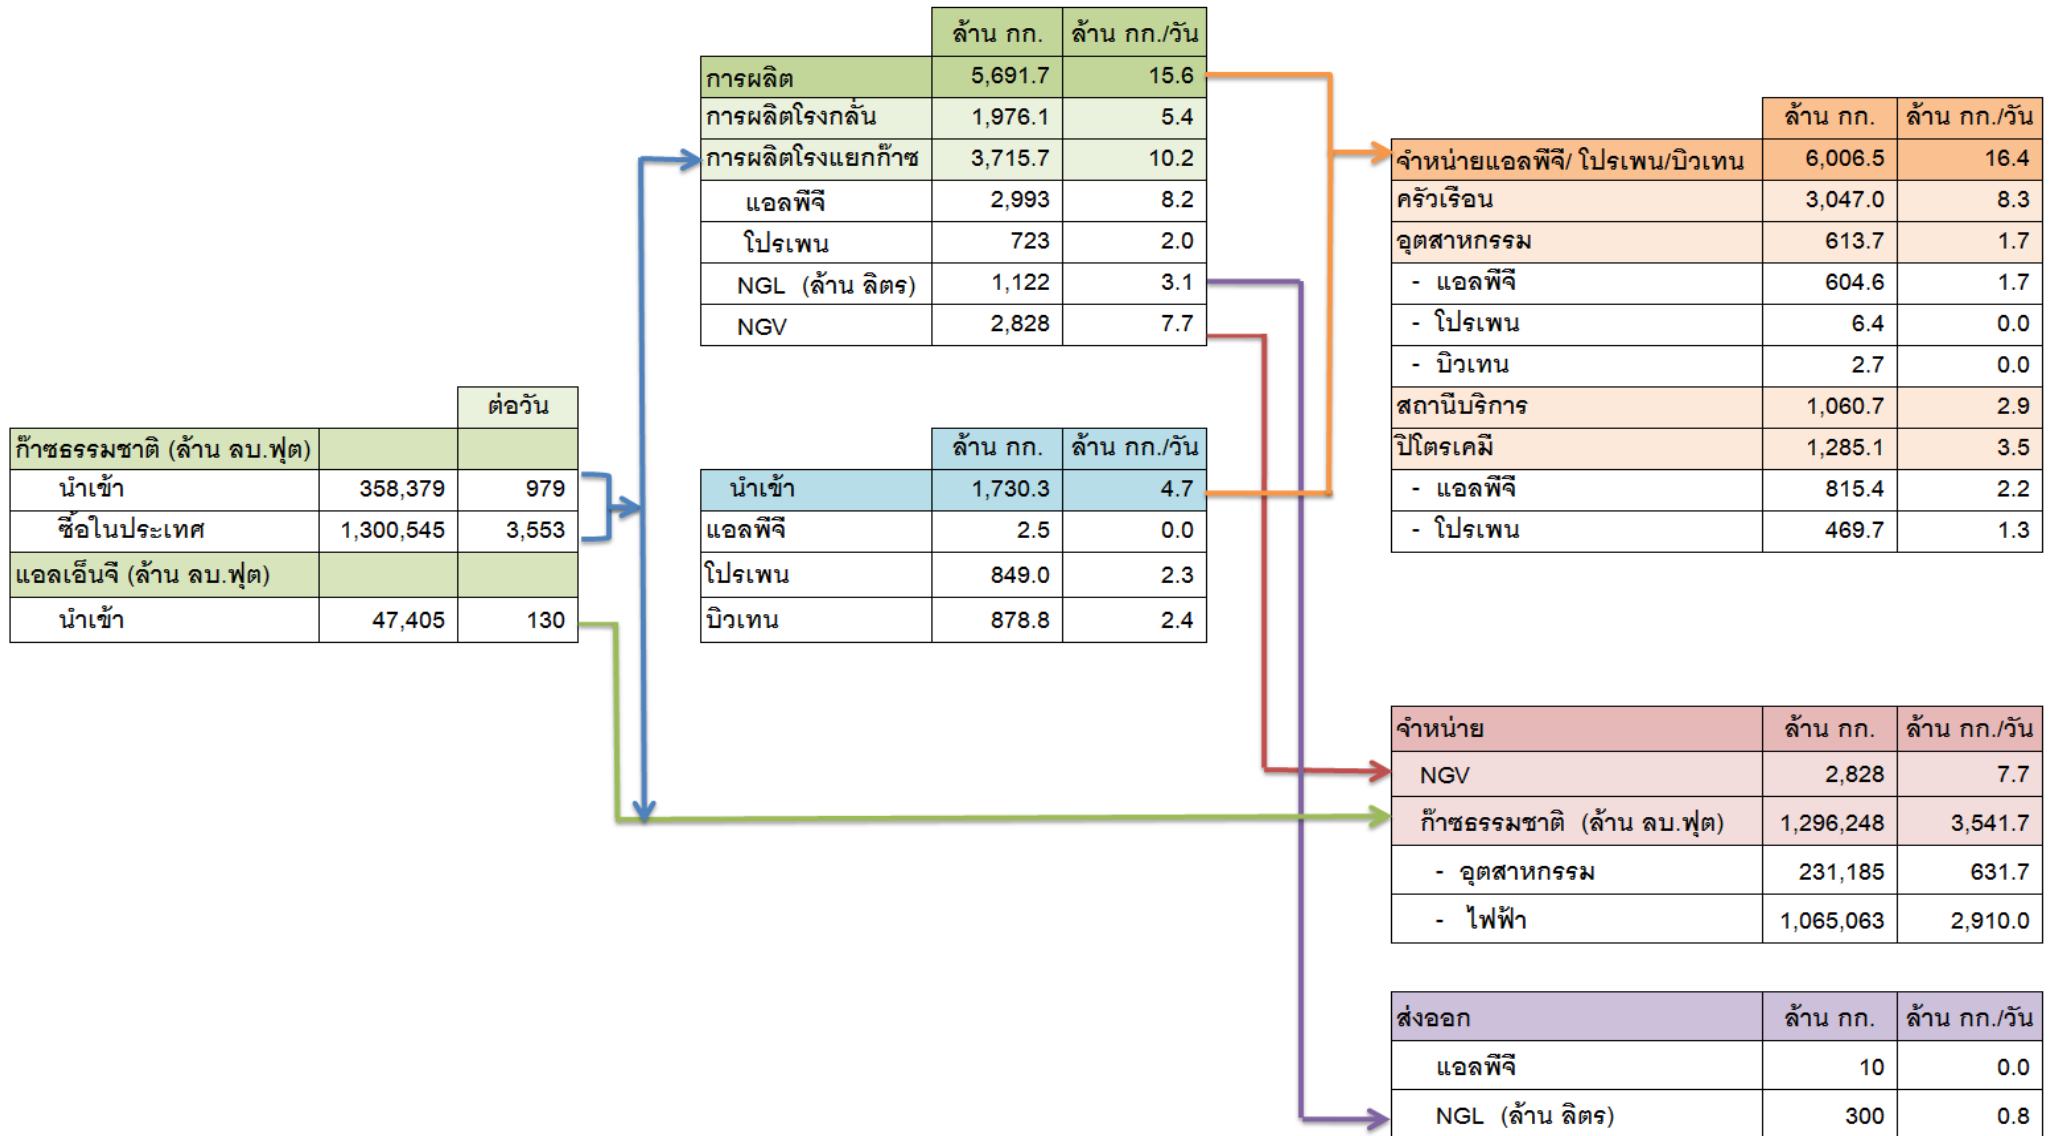 ล้าน กก. ล้าน กก./วัน
การผลิต 5,691.7 15.6
การผลิตโรงกลั่น 1,976.1 5.4
การผลิตโรงแยกก๊าซ 3,715.7 10.2
แอลพีจี 2,993 8.2
โปรเพน 723 2.0
NGL (ล้าน ลิตร) 1,122 3.1
NGV 2,828 7.7
ต่อวัน
ก๊าซธรรมชาติ (ล้าน ลบ.ฟุต)
นำเข้า 358,379 979
ซื้อในประเทศ 1,300,545 3,553
แอลเอ็นจี (ล้าน ลบ.ฟุต)
นำเข้า 47,405 130
ล้าน กก. ล้าน กก./วัน
นำเข้า 1,730.3 4.7
แอลพีจี 2.5 0.0
โปรเพน 849.0 2.3
บิวเทน 878.8 2.4
ล้าน กก. ล้าน กก./วัน
จำหน่ายแอลพีจี/ โปรเพน/บิวเทน 6,006.5 16.4
ครัวเรือน 3,047.0 8.3
อุตสาหกรรม 613.7 1.7
- แอลพีจี 604.6 1.7
- โปรเพน 6.4 0.0
- บิวเทน 2.7 0.0
สถานีบริการ 1,060.7 2.9
ปิโตรเคมี 1,285.1 3.5
- แอลพีจี 815.4 2.2
- โปรเพน 469.7 1.3
จำหน่าย ล้าน กก. ล้าน กก./วัน
NGV 2,828 7.7
ก๊าซธรรมชาติ (ล้าน ลบ.ฟุต) 1,296,248 3,541.7
- อุตสาหกรรม 231,185 631.7
- ไฟฟ้า 1,065,063 2,910.0
ส่งออก ล้าน กก. ล้าน กก./วัน
แอลพีจี 10 0.0
NGL (ล้าน ลิตร) 300 0.8